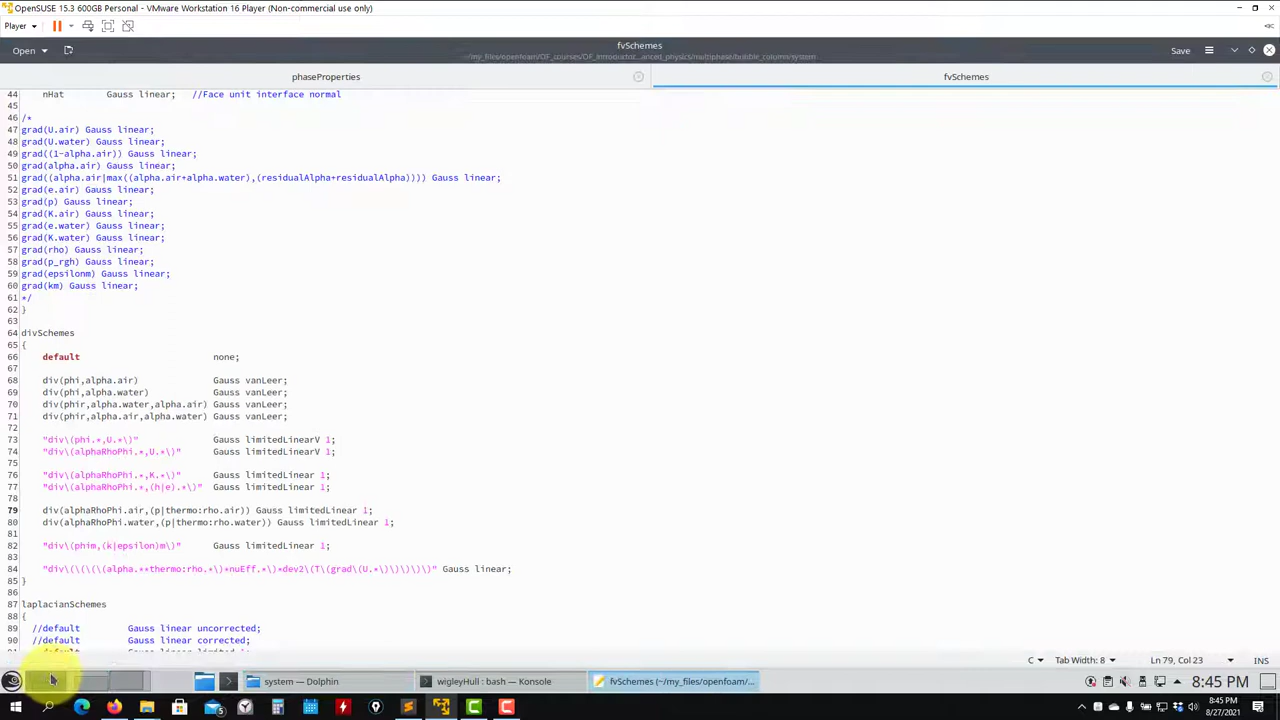 OpenSUSE 15.3 600GB Personal - VMware Workstation 16 Player (Non-commercial use only)
Player
Open
fvSchemes
Save
phaseProperties
fvSchemes
44 nHat Gauss linear; //Face unit interface normal
45
46 /*
47 grad(U.air) Gauss linear;
48 grad(U.water) Gauss linear;
49 grad((1-alpha.air)) Gauss linear;
50 grad(alpha.air) Gauss linear;
51 grad((alpha.air|max((alpha.air+alpha.water),(residualAlpha+residualAlpha)))) Gauss linear;
52 grad(e.air) Gauss linear;
53 grad(p) Gauss linear;
54 grad(K.air) Gauss linear;
55 grad(e.water) Gauss linear;
56 grad(K.water) Gauss linear;
57 grad(rho) Gauss linear;
58 grad(p_rgh) Gauss linear;
59 grad(epsilonm) Gauss linear;
60 grad(km) Gauss linear;
61 */
62 }
63
64 divSchemes
65 {
66 default none;
67
68 div(phi,alpha.air) Gauss vanLeer;
69 div(phi,alpha.water) Gauss vanLeer;
70 div(phir,alpha.water,alpha.air) Gauss vanLeer;
71 div(phir,alpha.air,alpha.water) Gauss vanLeer;
72
73 "div\(phi.*,U.*\)" Gauss limitedLinearV 1;
74 "div\(alphaRhoPhi.*,U.*\)" Gauss limitedLinearV 1;
75
76 "div\(alphaRhoPhi.*,K.*\)" Gauss limitedLinear 1;
77 "div\(alphaRhoPhi.*,(h|e).*\)" Gauss limitedLinear 1;
78
79 div(alphaRhoPhi.air,(p|thermo:rho.air)) Gauss limitedLinear 1;
80 div(alphaRhoPhi.water,(p|thermo:rho.water)) Gauss limitedLinear 1;
81
82 "div\(phim,(k|epsilon)m\)" Gauss limitedLinear 1;
83
84 "div\(\(\(\(alpha.**thermo:rho.*\)*nuEff.*\)*dev2\(T\(grad\(U.*\)\)\)\)\)" Gauss linear;
85 }
86
87 laplacianSchemes
88 {
89 //default Gauss linear uncorrected;
90 //default Gauss linear corrected;
C Tab Width: 8 Ln 79, Col 23 INS
system — Dolphin
wigleyHull : bash — Konsole
fvSchemes (~/my_files/openfoam/...
8:45 PM
8:45 PM
8/27/2021